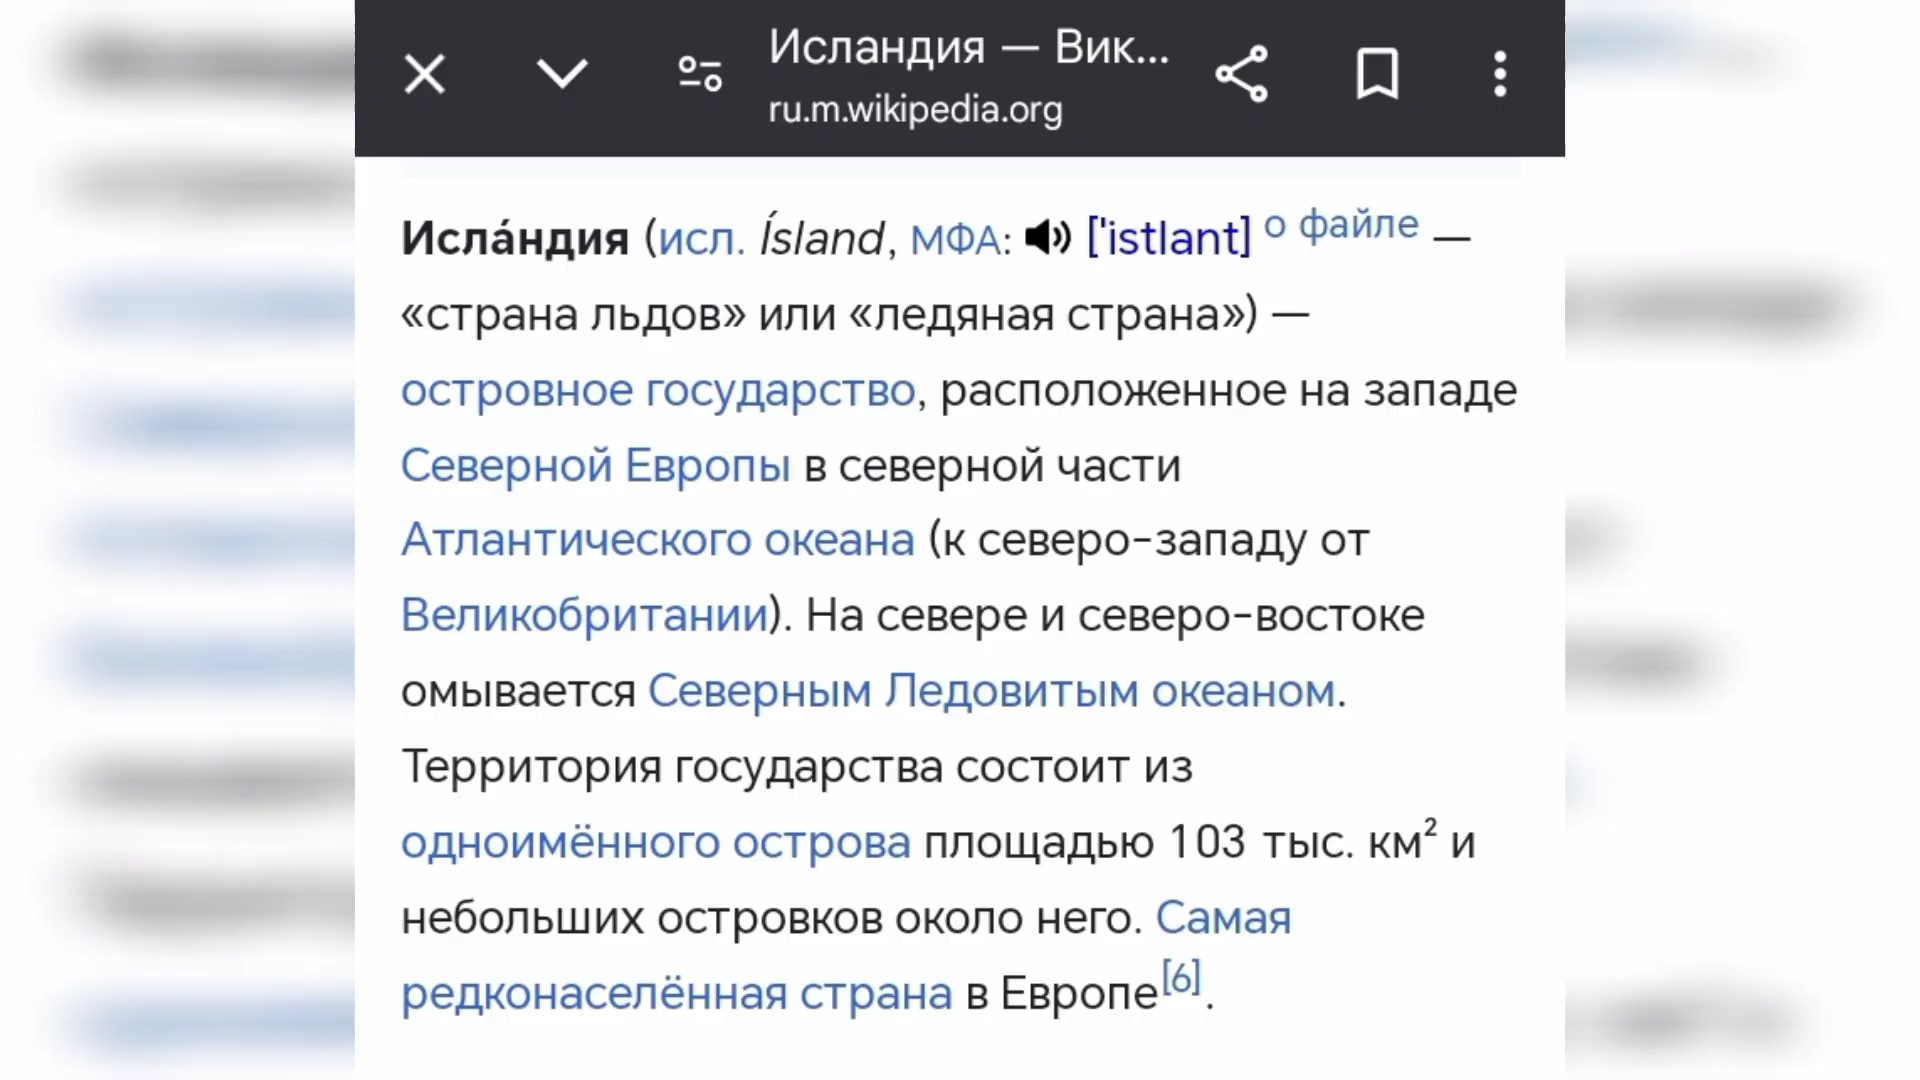 Исландия — Вик...
ru.m.wikipedia.org
Исла́ндия (исл. Ísland, МФА: ['istlant] о файле —
«страна льдов» или «ледяная страна») —
островное государство, расположенное на западе
Северной Европы в северной части
Атлантического океана (к северо-западу от
Великобритании). На севере и северо-востоке
омывается Северным Ледовитым океаном.
Территория государства состоит из
одноимённого острова площадью 103 тыс. км² и
небольших островков около него. Самая
редконаселённая страна в Европе[6].